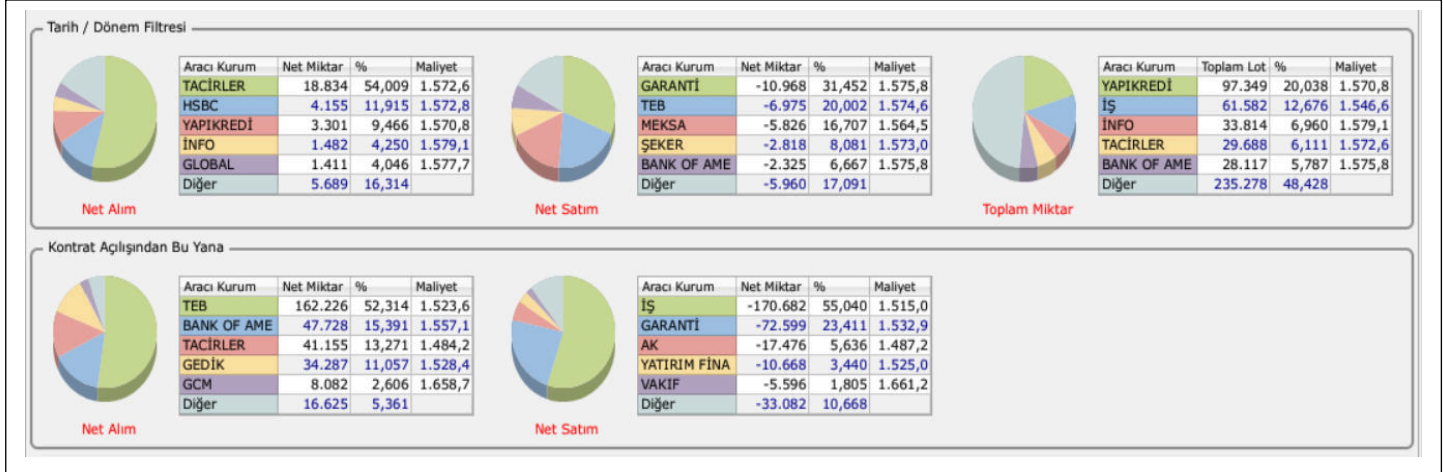 Tarih / Dönem Filtresi
Aracı Kurum Net Miktar % Maliyet
TACİRLER 18.834 54,009 1.572,6
HSBC 4.155 11,915 1.572,8
YAPIKREDİ 3.301 9,466 1.570,8
İNFO 1.482 4,250 1.579,1
GLOBAL 1.411 4,046 1.577,7
Diğer 5.689 16,314
Net Alım
Aracı Kurum Net Miktar % Maliyet
GARANTİ -10.968 31,452 1.575,8
TEB -6.975 20,002 1.574,6
MEKSA -5.826 16,707 1.564,5
ŞEKER -2.818 8,081 1.573,0
BANK OF AME -2.325 6,667 1.575,8
Diğer -5.960 17,091
Net Satım
Aracı Kurum Toplam Lot % Maliyet
YAPIKREDİ 97.349 20,038 1.570,8
İŞ 61.582 12,676 1.546,6
İNFO 33.814 6,960 1.579,1
TACİRLER 29.688 6,111 1.572,6
BANK OF AME 28.117 5,787 1.575,8
Diğer 235.278 48,428
Toplam Miktar
Kontrat Açılışından Bu Yana
Aracı Kurum Net Miktar % Maliyet
TEB 162.226 52,314 1.523,6
BANK OF AME 47.728 15,391 1.557,1
TACİRLER 41.155 13,271 1.484,2
GEDİK 34.287 11,057 1.528,4
GCM 8.082 2,606 1.658,7
Diğer 16.625 5,361
Net Alım
Aracı Kurum Net Miktar % Maliyet
İŞ -170.682 55,040 1.515,0
GARANTİ -72.599 23,411 1.532,9
AK -17.476 5,636 1.487,2
YATIRIM FİNA -10.668 3,440 1.525,0
VAKIF -5.596 1,805 1.661,2
Diğer -33.082 10,668
Net Satım